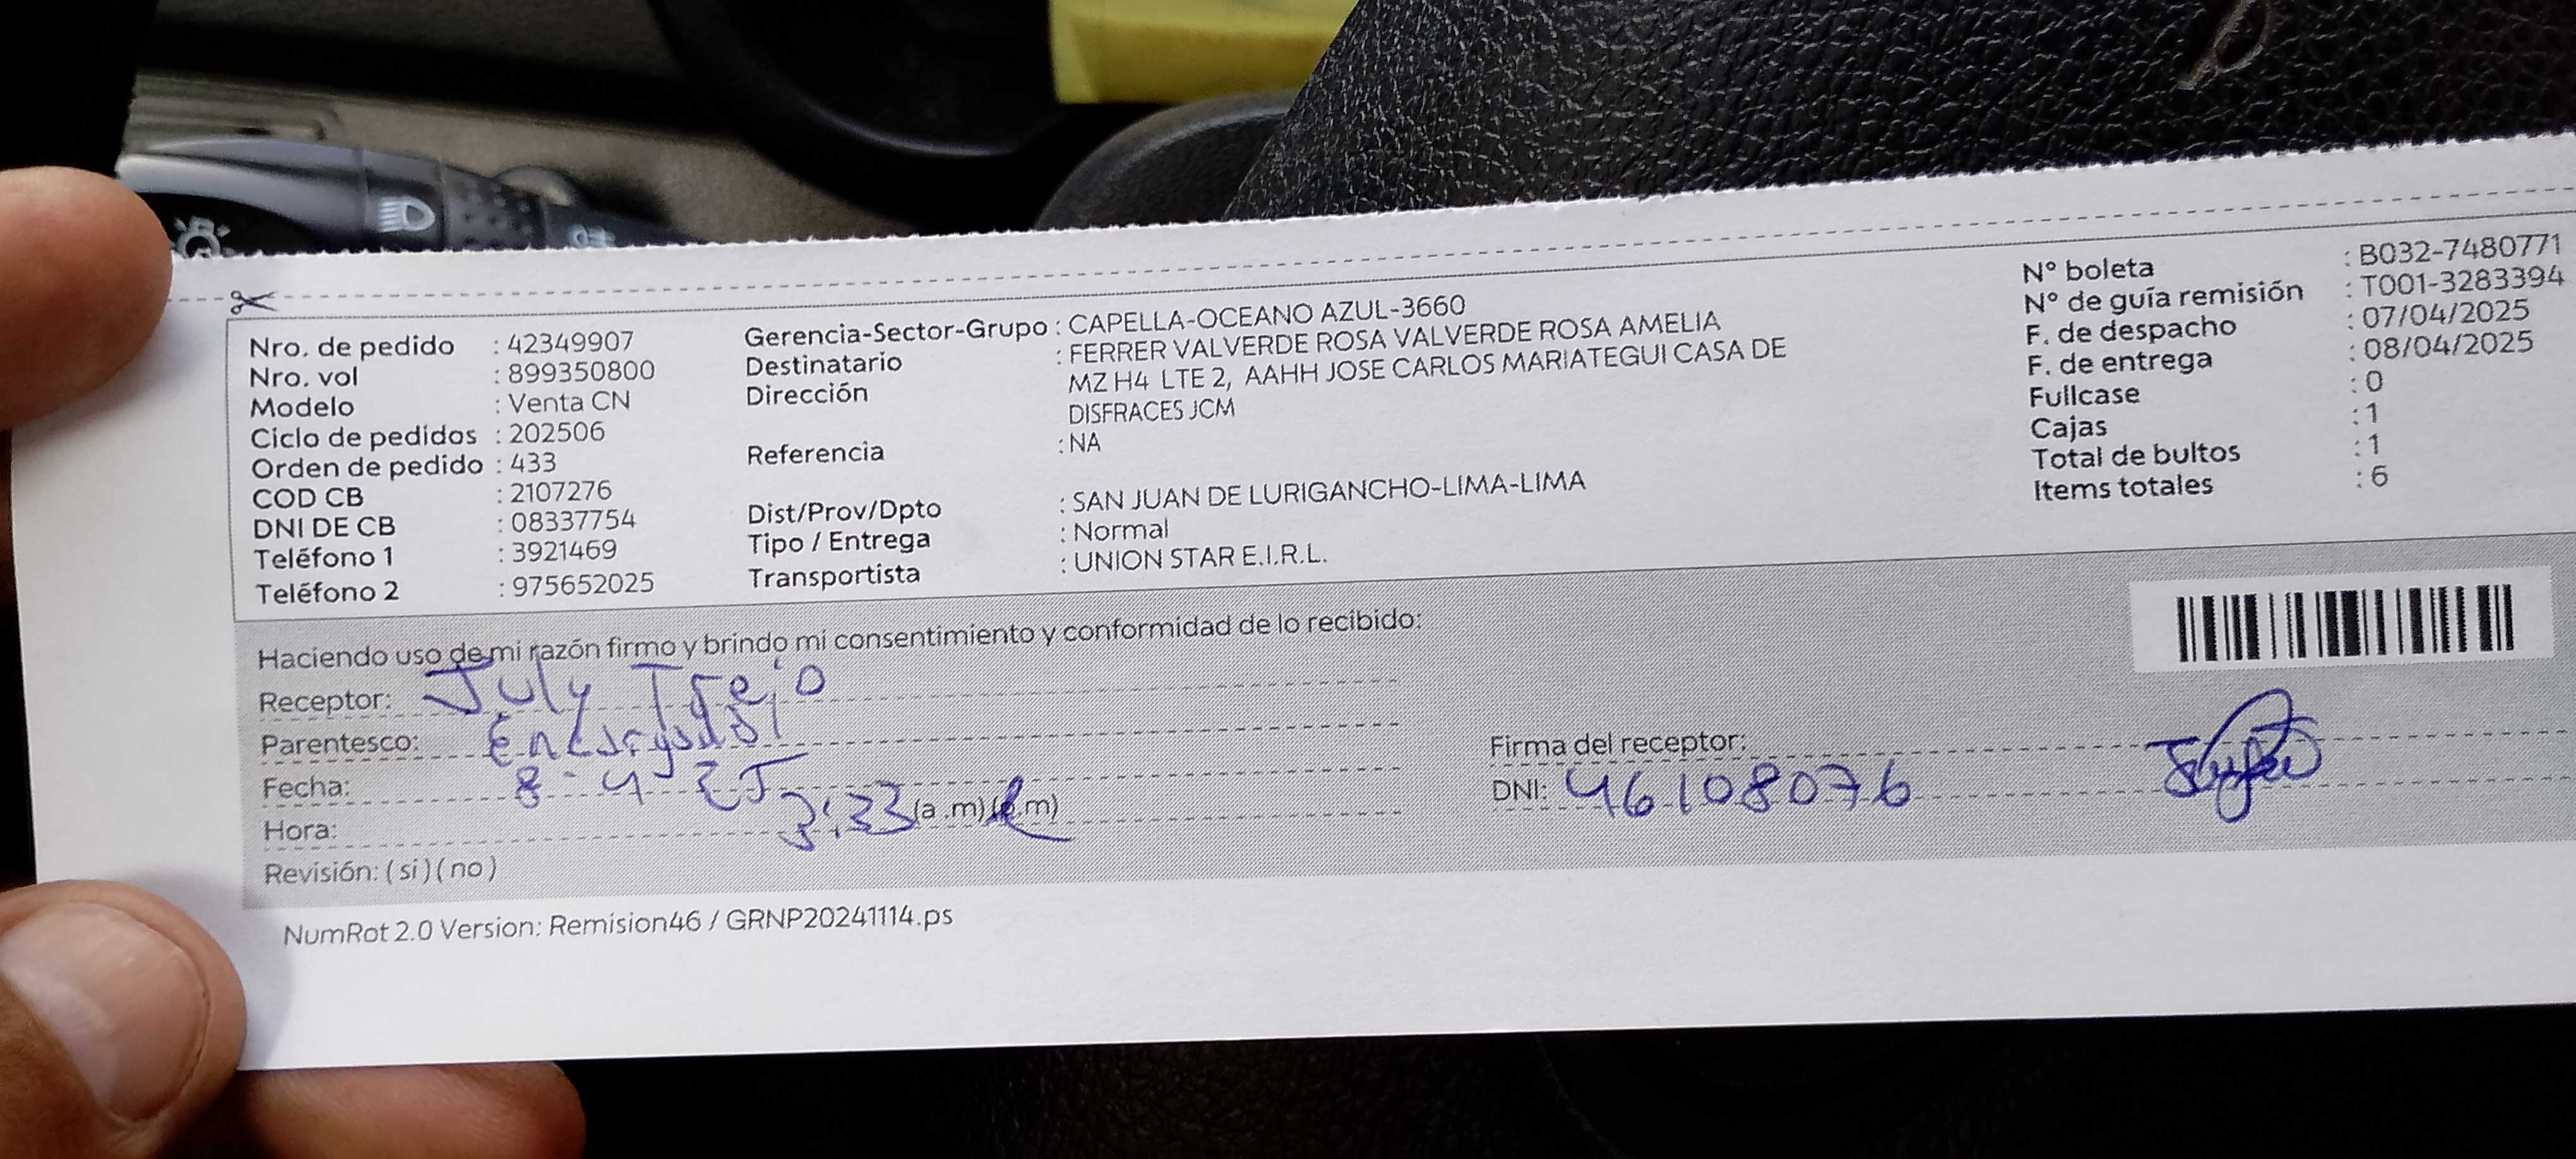 Nro. de pedido : 42349907
Nro. vol : 899350800
Modelo : Venta CN
Ciclo de pedidos : 202506
Orden de pedido : 433
COD CB : 2107276
DNI DE CB : 08337754
Teléfono 1 : 3921469
Teléfono 2 : 975652025
Gerencia-Sector-Grupo : CAPELLA-OCEANO AZUL-3660
Destinatario : FERRER VALVERDE ROSA VALVERDE ROSA AMELIA
Dirección MZ H4 LTE 2, AAHH JOSE CARLOS MARIATEGUI CASA DE
DISFRACES JCM
Referencia : NA
Dist/Prov/Dpto : SAN JUAN DE LURIGANCHO-LIMA-LIMA
Tipo / Entrega : Normal
Transportista : UNION STAR E.I.R.L.
N° boleta : B032-7480771
N° de guía remisión : T001-3283394
F. de despacho : 07/04/2025
F. de entrega : 08/04/2025
Fullcase : 0
Cajas : 1
Total de bultos : 1
Items totales : 6
Haciendo uso de mi razón firmo y brindo mi consentimiento y conformidad de lo recibido:
Receptor: July Trejo
Parentesco:
Fecha: 8-4-25
Hora: 3:33 (a.m)(p.m)
Revisión: (si)(no)
Firma del receptor:
DNI: 46108076
NumRot 2.0 Version: Remision46 / GRNP20241114.ps